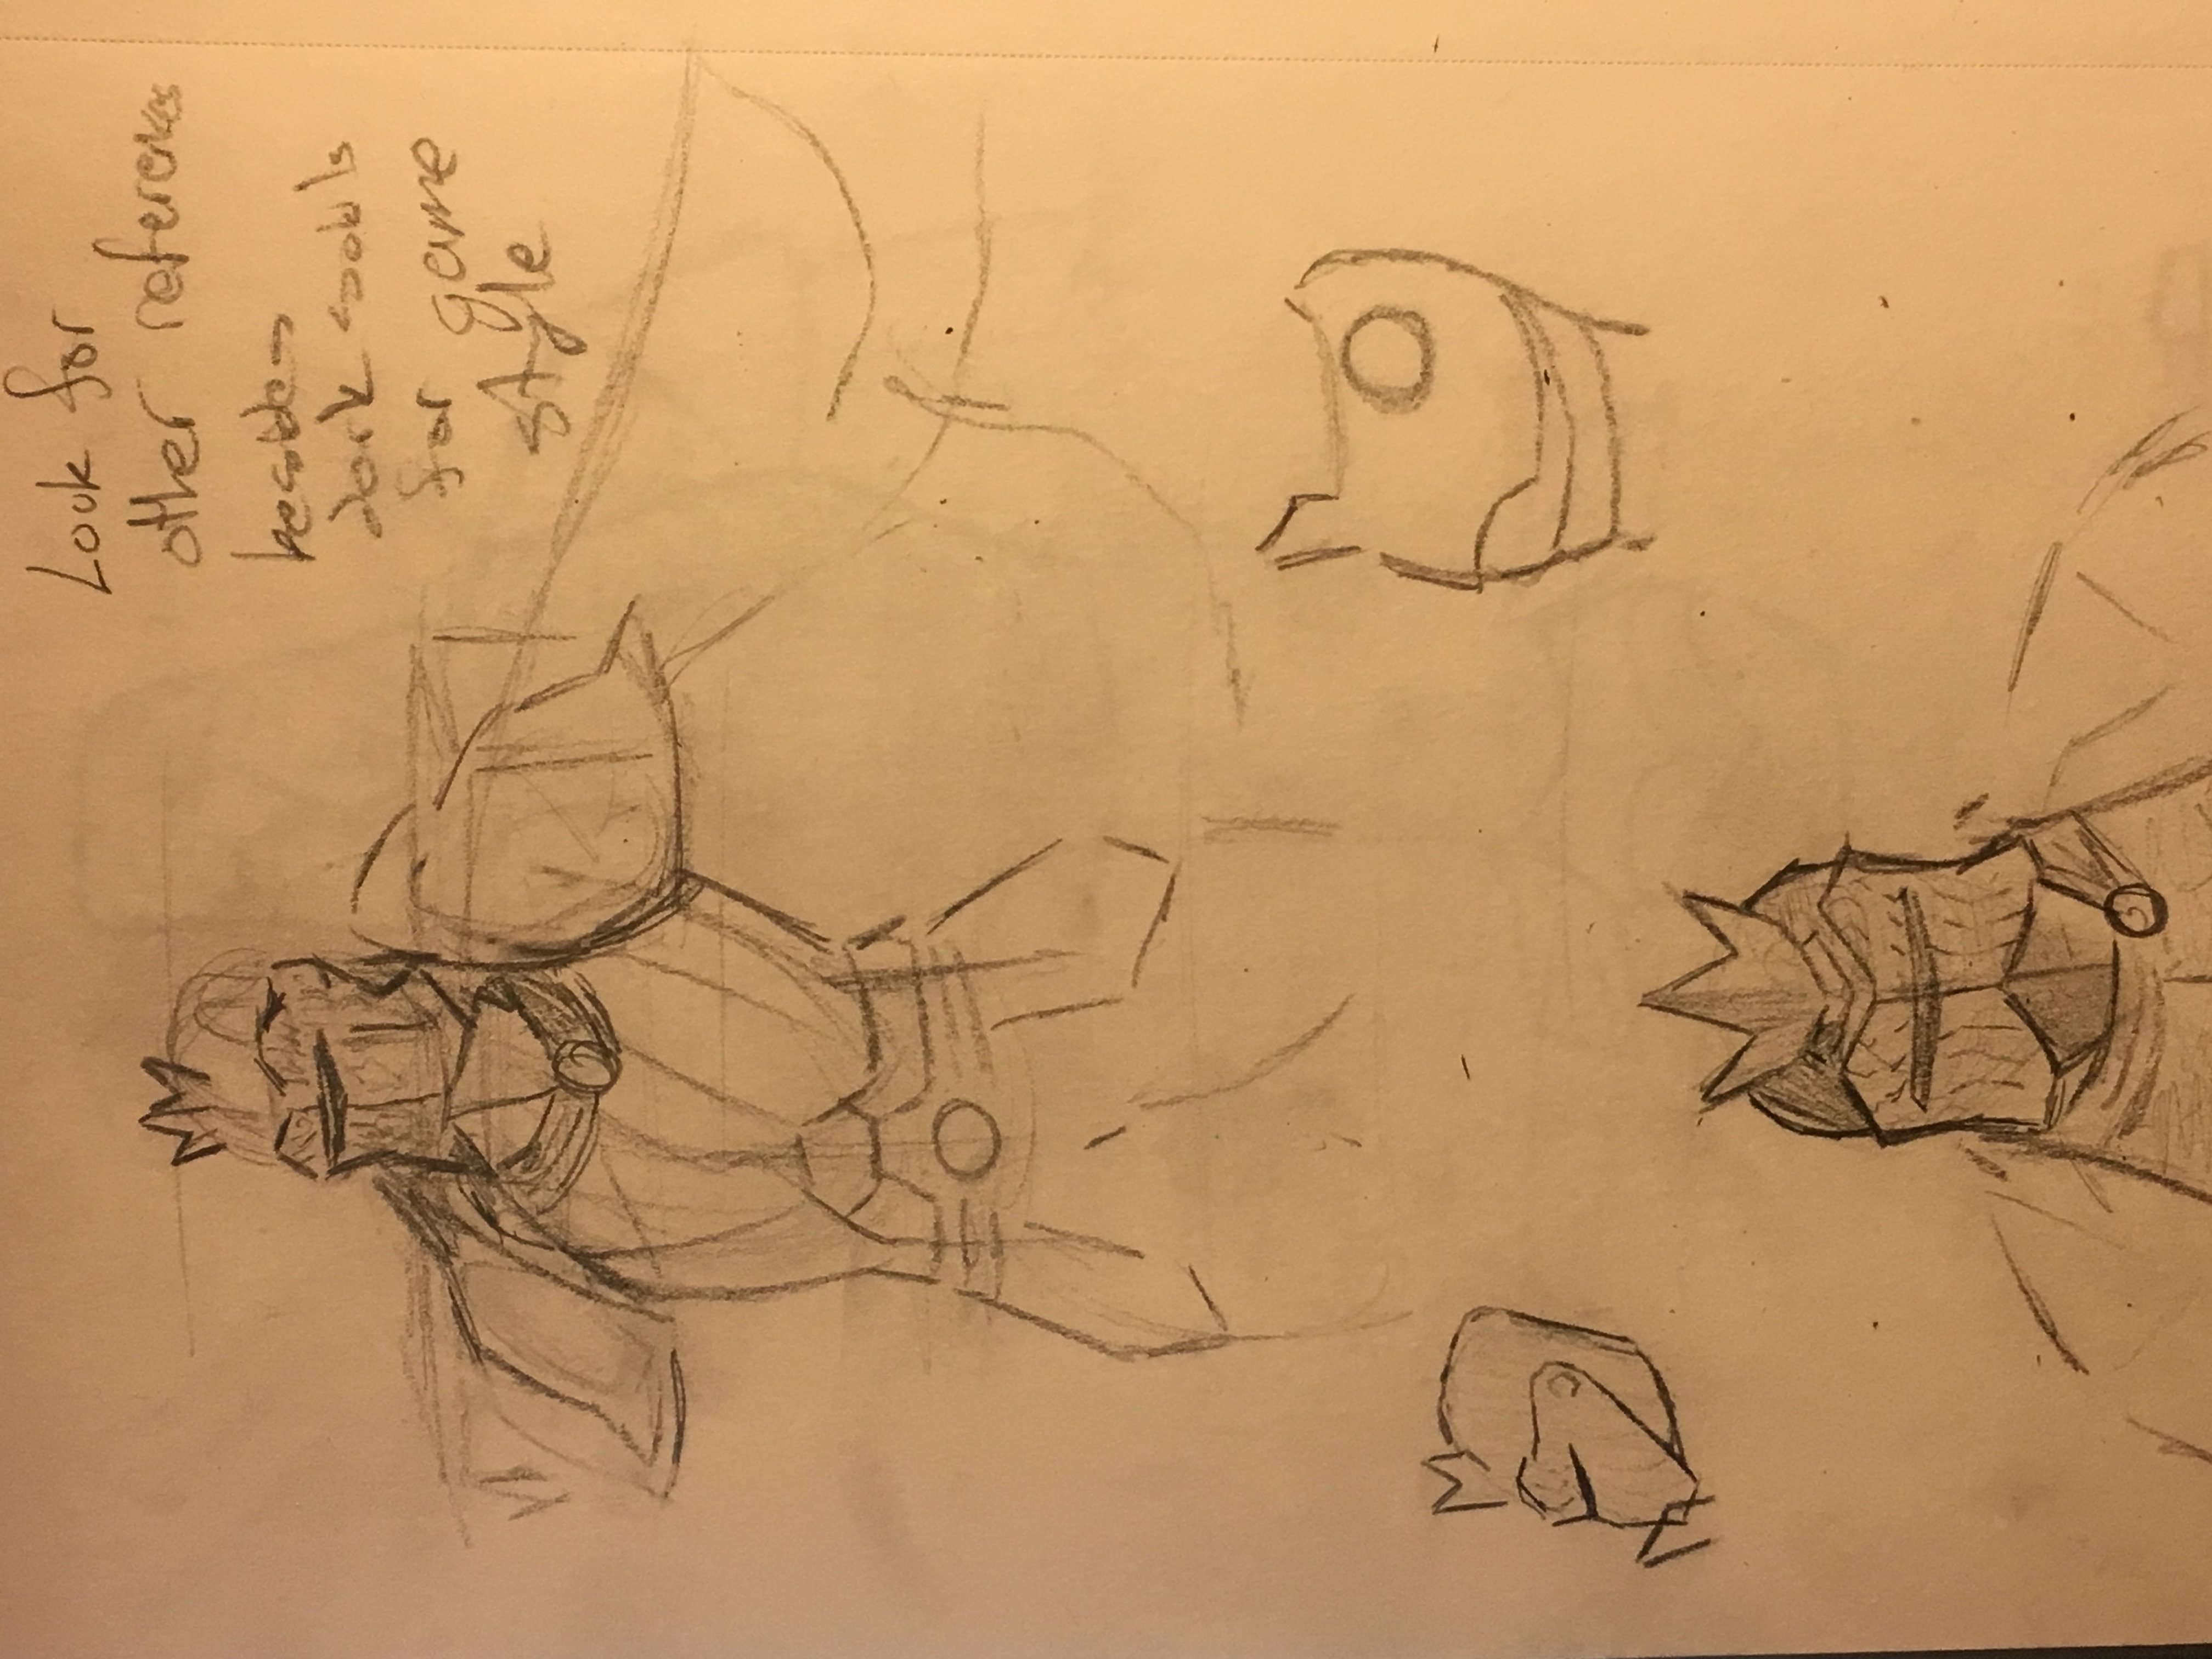 Look for
other references
besides
dark souls
for game
style